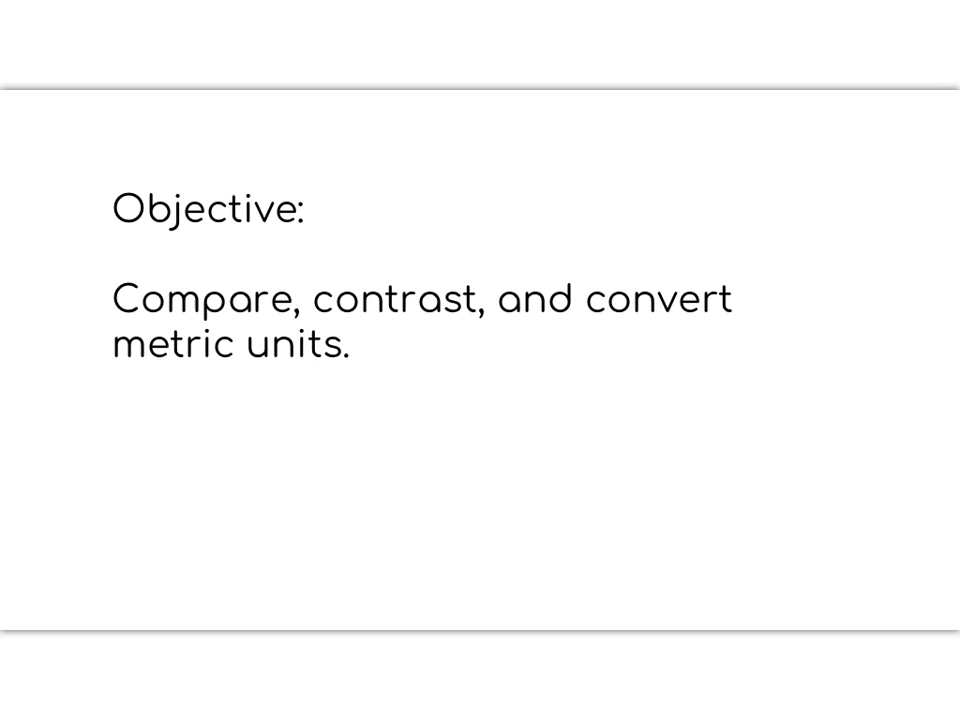 Objective:
Compare, contrast, and convert
metric units.